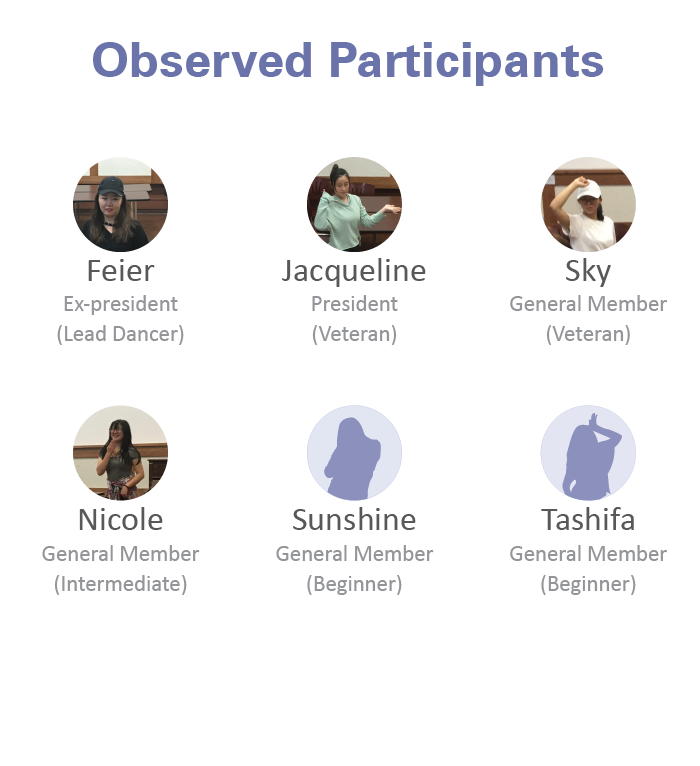 Observed Participants
Feier
Ex-president
(Lead Dancer)
Jacqueline
President
(Veteran)
Sky
General Member
(Veteran)
Nicole
General Member
(Intermediate)
Sunshine
General Member
(Beginner)
Tashifa
General Member
(Beginner)